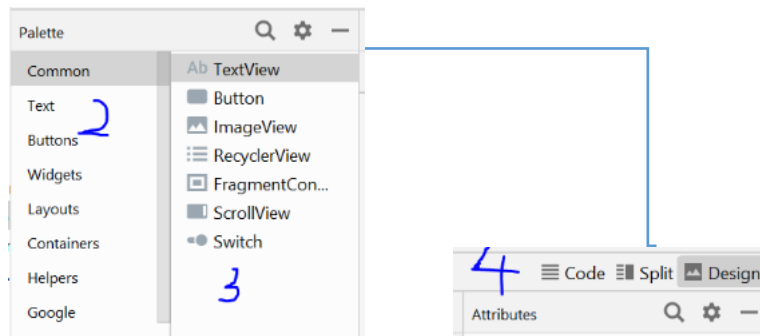 Palette
Common
Text
2
Buttons
Widgets
Layouts
Containers
Helpers
Google
Ab TextView
Button
ImageView
RecyclerView
FragmentCon...
ScrollView
Switch
3
4
Code Split Design
Attributes